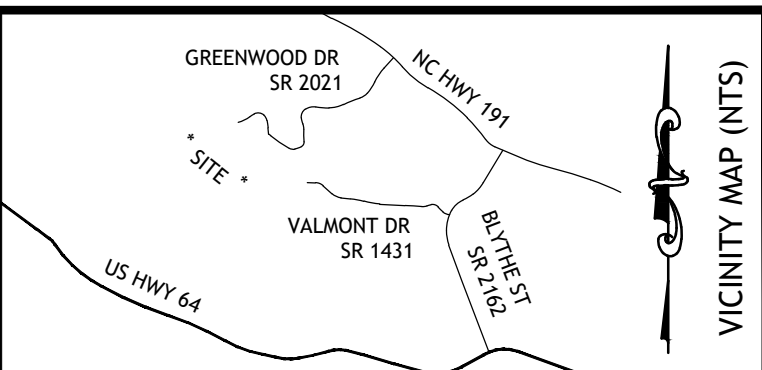 GREENWOOD DR
SR 2021
NC HWY 191
* SITE *
VALMONT DR
SR 1431
BLYTHE ST
SR 2162
US HWY 64
VICINITY MAP (NTS)